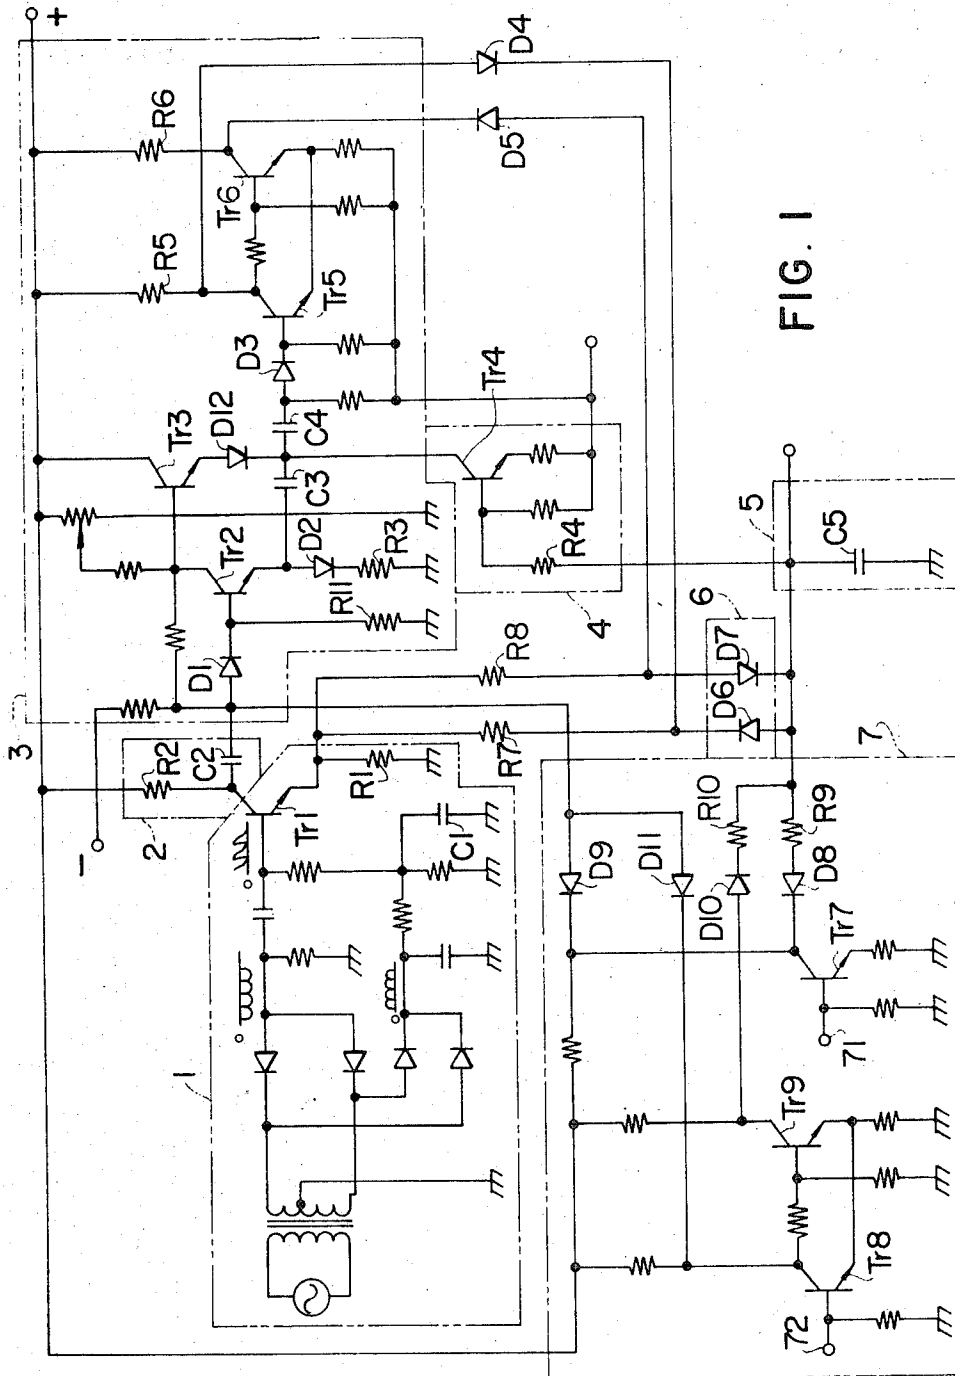 +
−
3
R6
D4
D5
Tr6
R5
Tr5
D3
Tr3
D12
C4
Tr4
C3
Tr2
D2
R3
R4
R11
4
D1
R8
5
C5
6
D7
D6
7
R2
C2
R7
2
R1
Tr1
C1
R10
R9
D9
D11
D10
D8
Tr7
71
1
Tr9
Tr8
72
FIG. 1